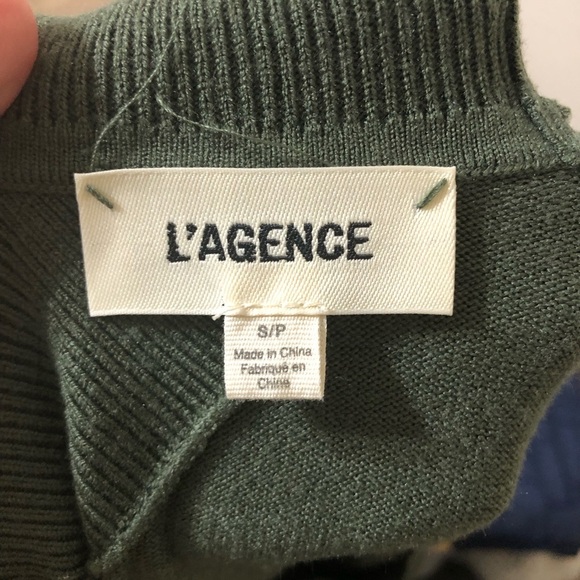 L'AGENCE
S/P
Made in China
Fabriqué en
Chine